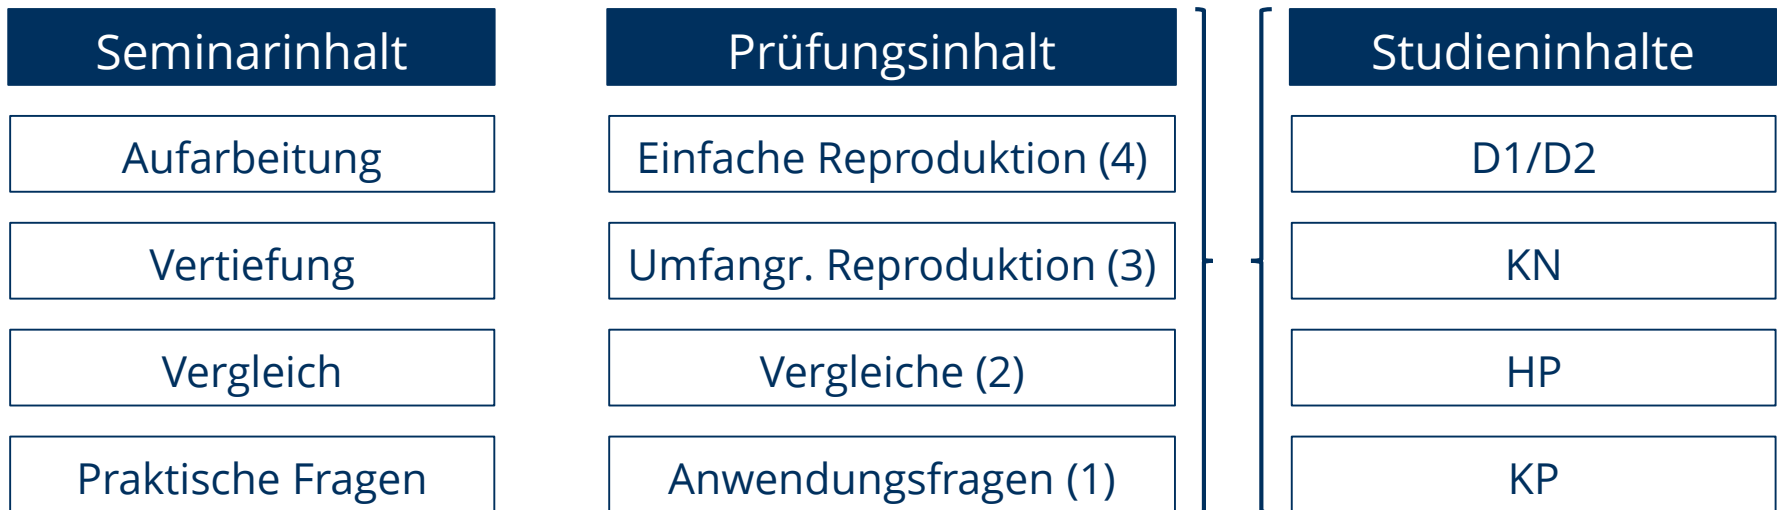 Seminarinhalt
Prüfungsinhalt
Studieninhalte
Aufarbeitung
Einfache Reproduktion (4)
D1/D2
Vertiefung
Umfangr. Reproduktion (3)
KN
Vergleich
Vergleiche (2)
HP
Praktische Fragen
Anwendungsfragen (1)
KP